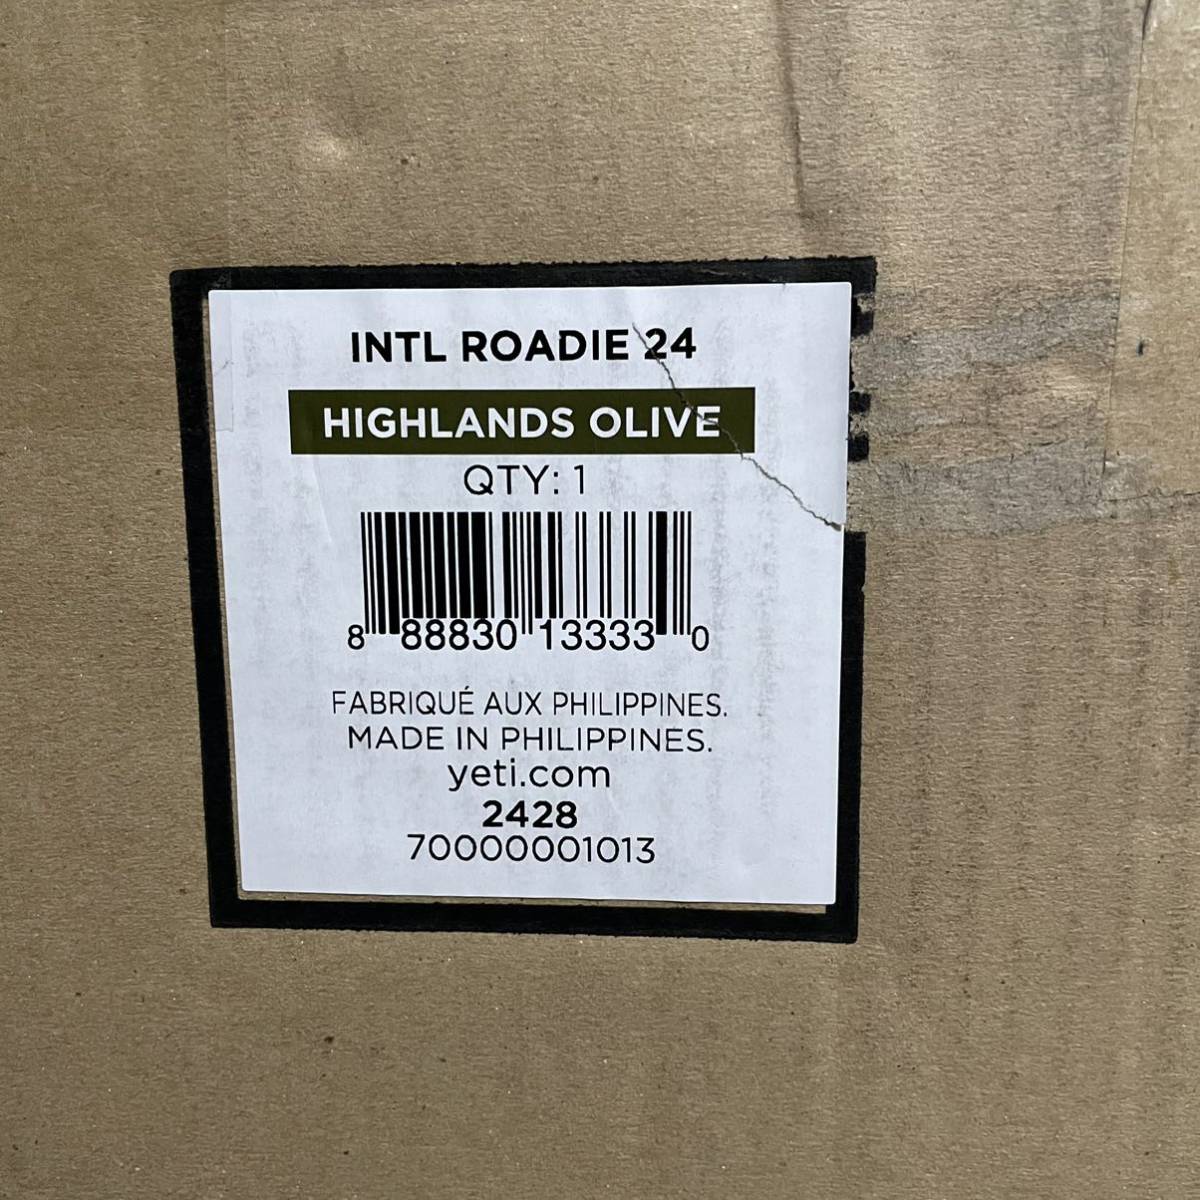 INTL ROADIE 24
HIGHLANDS OLIVE
QTY: 1
8 88830 13333 0
FABRIQUÉ AUX PHILIPPINES.
MADE IN PHILIPPINES.
yeti.com
2428
70000001013